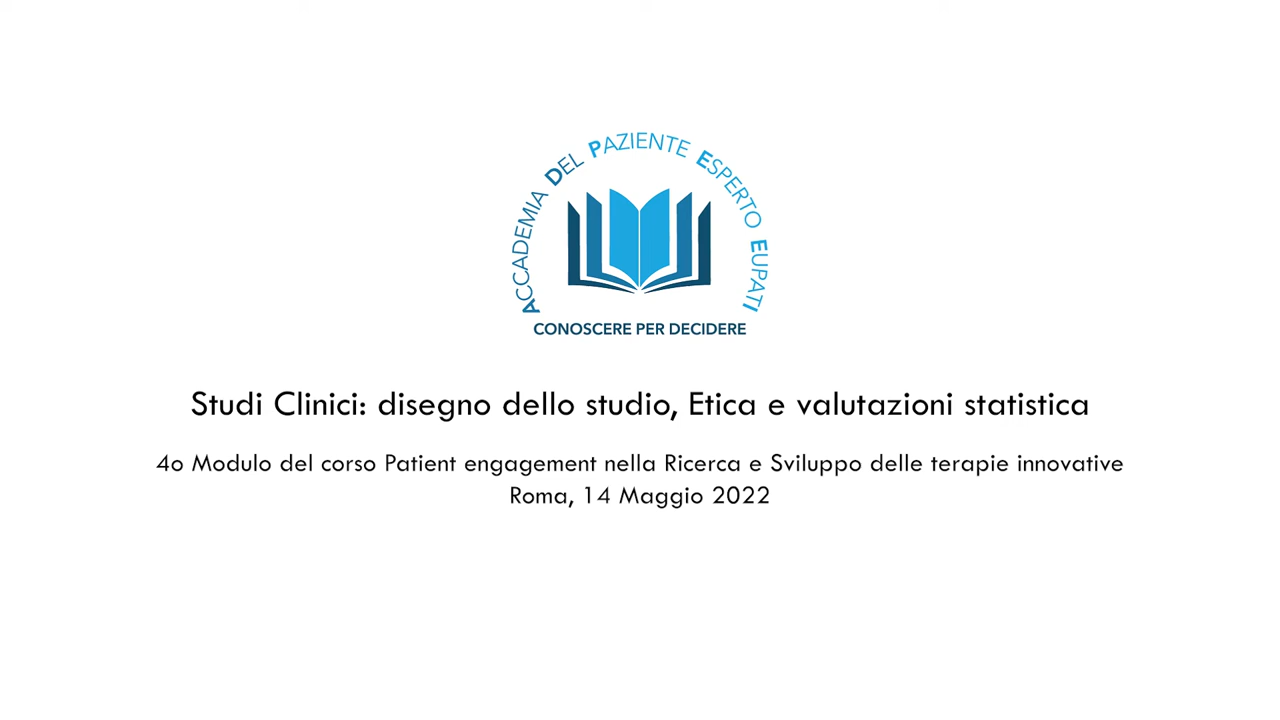 ACCADEMIA DEL PAZIENTE ESPERTO EUPATI
CONOSCERE PER DECIDERE
Studi Clinici: disegno dello studio, Etica e valutazioni statistica
4o Modulo del corso Patient engagement nella Ricerca e Sviluppo delle terapie innovative
Roma, 14 Maggio 2022